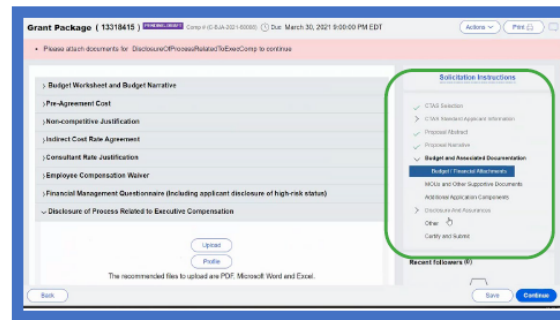 Grant Package ( 13318415 )
Due March 30, 2021 9:00:00 PM EDT
Actions
Print
Please attach documents for DisclosureOfProcessRelatedToExecComp to continue
Budget Worksheet and Budget Narrative
Pre-Agreement Cost
Non-competitive Justification
Indirect Cost Rate Agreement
Consultant Rate Justification
Employee Compensation Waiver
Financial Management Questionnaire (Including applicant disclosure of high-risk status)
Disclosure of Process Related to Executive Compensation
Upload
Profile
The recommended files to upload are PDF, Microsoft Word and Excel.
Solicitation Instructions
CTAS Selection
CTAS Standard Applicant Information
Proposal Abstract
Proposal Narrative
Budget and Associated Documentation
Budget / Financial Attachments
MOUs and Other Supportive Documents
Additional Application Components
Disclosure And Assurances
Other
Certify and Submit
Recent followers
Back
Save
Continue